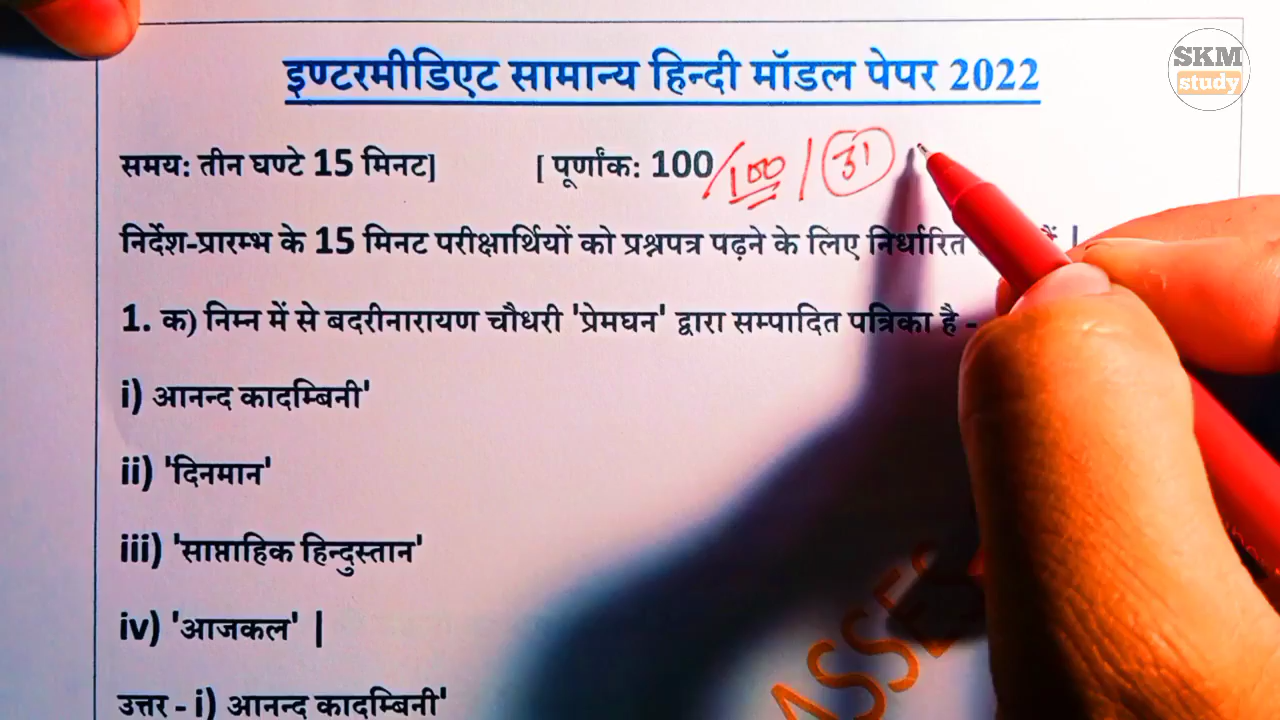 इण्टरमीडिएट सामान्य हिन्दी मॉडल पेपर 2022
SKM
study
समय: तीन घण्टे 15 मिनट] [ पूर्णांक: 100 /100 /
निर्देश-प्रारम्भ के 15 मिनट परीक्षार्थियों को प्रश्नपत्र पढ़ने के लिए निर्धारित
1. क) निम्न में से बदरीनारायण चौधरी 'प्रेमघन' द्वारा सम्पादित पत्रिका है -
i) आनन्द कादम्बिनी'
ii) 'दिनमान'
iii) 'साप्ताहिक हिन्दुस्तान'
iv) 'आजकल' |
उत्तर - i) आनन्द कादम्बिनी'